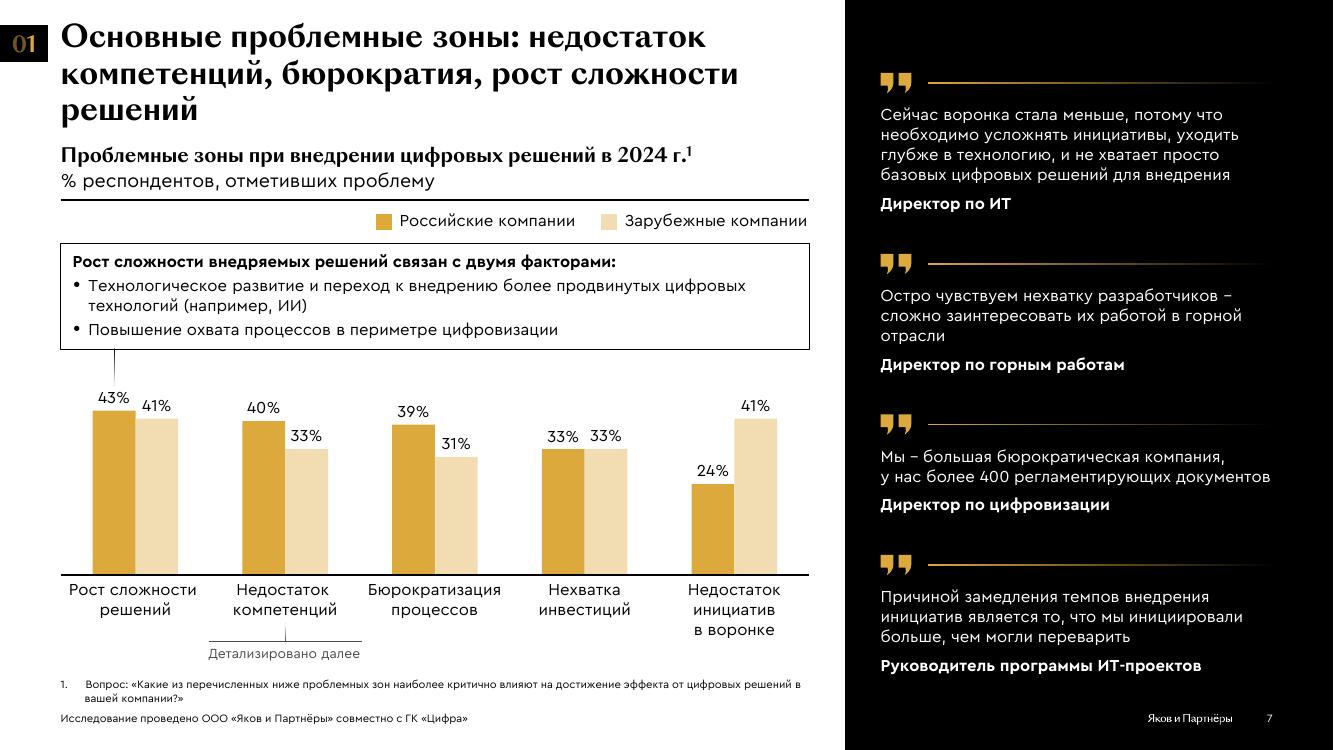 01
Основные проблемные зоны: недостаток
компетенций, бюрократия, рост сложности
решений
Проблемные зоны при внедрении цифровых решений в 2024 г.¹
% респондентов, отметивших проблему
Российские компании
Зарубежные компании
Рост сложности внедряемых решений связан с двумя факторами:
• Технологическое развитие и переход к внедрению более продвинутых цифровых
технологий (например, ИИ)
• Повышение охвата процессов в периметре цифровизации
43%
41%
40%
33%
39%
31%
33%
33%
24%
41%
Рост сложности
решений
Недостаток
компетенций
Бюрократизация
процессов
Нехватка
инвестиций
Недостаток
инициатив
в воронке
Детализировано далее
1. Вопрос: «Какие из перечисленных ниже проблемных зон наиболее критично влияют на достижение эффекта от цифровых решений в
вашей компании?»
Исследование проведено ООО «Яков и Партнёры» совместно с ГК «Цифра»
Сейчас воронка стала меньше, потому что
необходимо усложнять инициативы, уходить
глубже в технологию, и не хватает просто
базовых цифровых решений для внедрения
Директор по ИТ
Остро чувствуем нехватку разработчиков –
сложно заинтересовать их работой в горной
отрасли
Директор по горным работам
Мы – большая бюрократическая компания,
у нас более 400 регламентирующих документов
Директор по цифровизации
Причиной замедления темпов внедрения
инициатив является то, что мы инициировали
больше, чем могли переварить
Руководитель программы ИТ-проектов
Яков и Партнёры
7